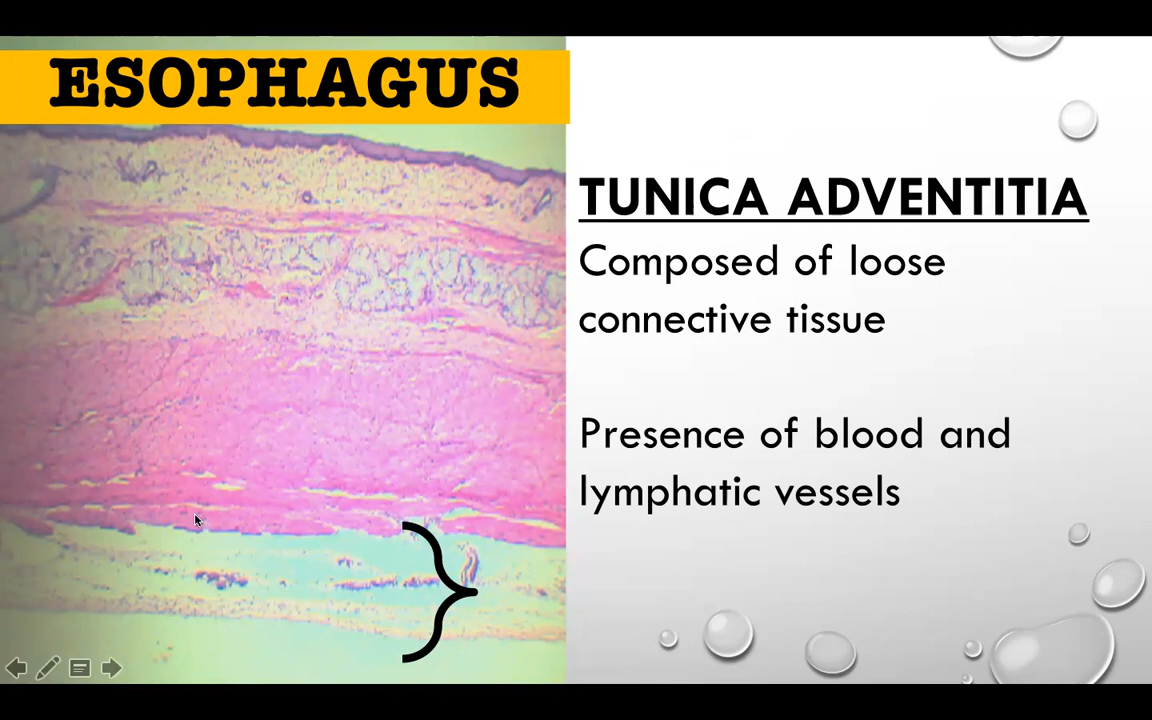 ESOPHAGUS
TUNICA ADVENTITIA
Composed of loose
connective tissue
Presence of blood and
lymphatic vessels